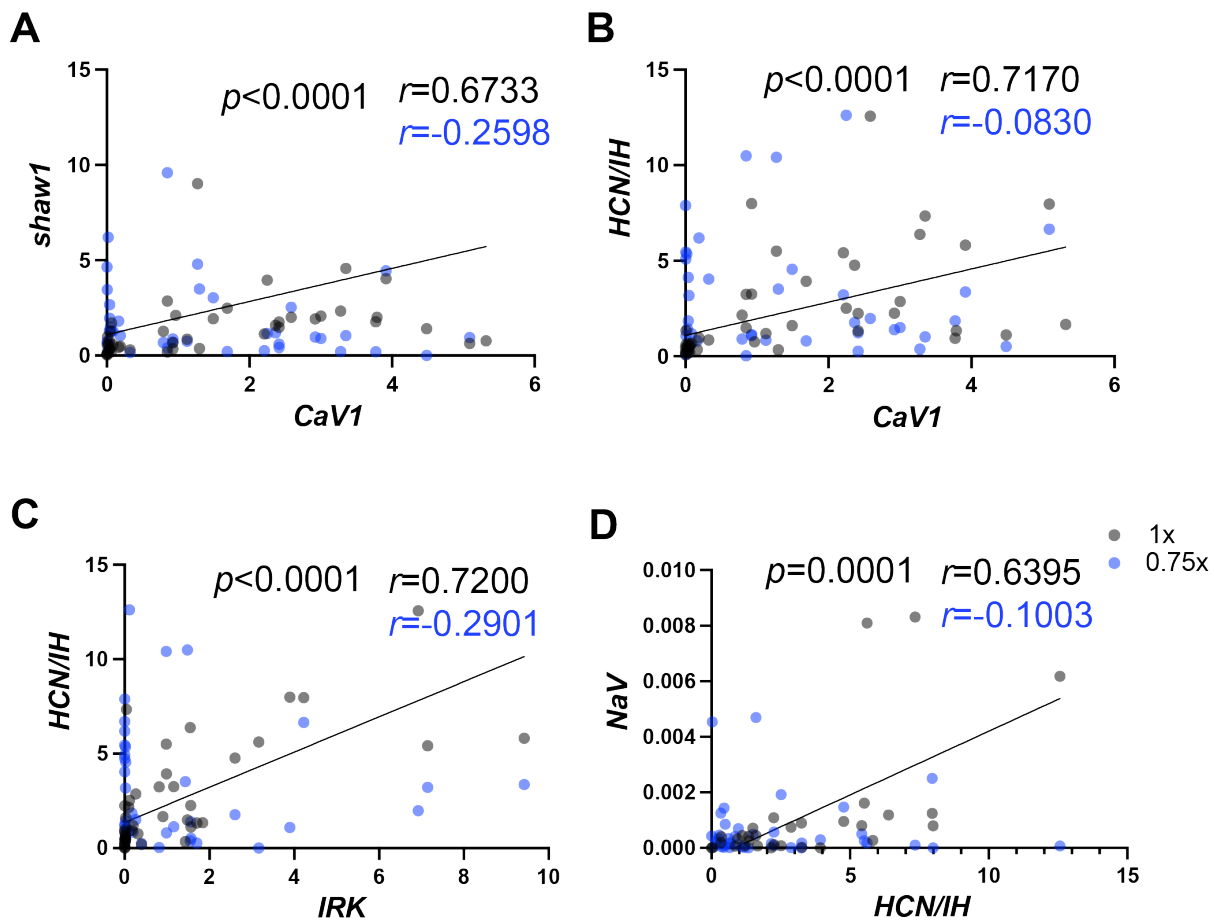 A
p<0.0001
r=0.6733
r=-0.2598
shaw1
15
10
5
0
0 2 4 6
CaV1
B
p<0.0001
r=0.7170
r=-0.0830
HCN/IH
15
10
5
0
0 2 4 6
CaV1
C
p<0.0001
r=0.7200
r=-0.2901
HCN/IH
15
10
5
0
0 2 4 6 8 10
IRK
D
1x
0.75x
p=0.0001
r=0.6395
r=-0.1003
NaV
0.010
0.008
0.006
0.004
0.002
0.000
0 5 10 15
HCN/IH